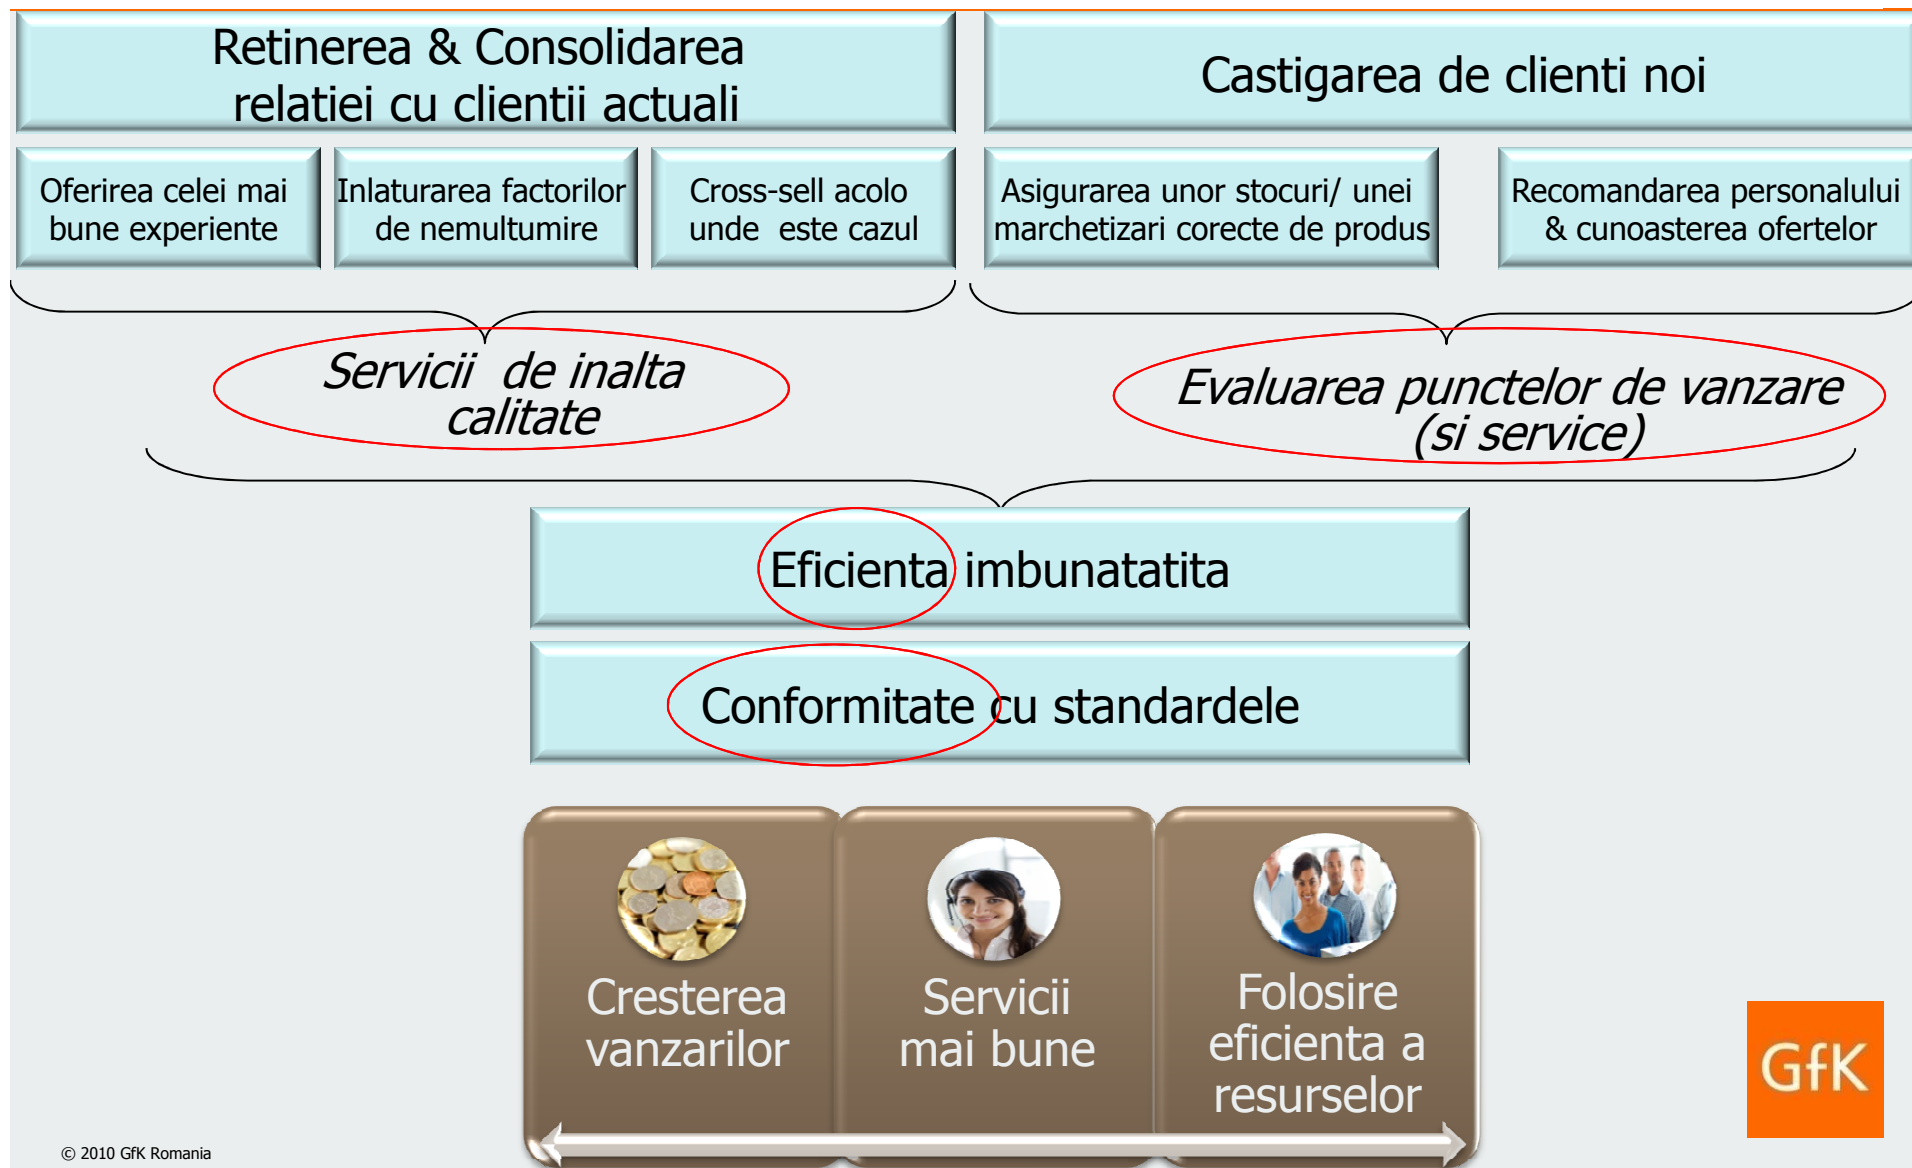 Retinerea & Consolidarea
relatiei cu clientii actuali
Castigarea de clienti noi
Oferirea celei mai
bune experiente
Inlaturarea factorilor
de nemultumire
Cross-sell acolo
unde este cazul
Asigurarea unor stocuri/ unei
marchetizari corecte de produs
Recomandarea personalului
& cunoasterea ofertelor
Servicii de inalta
calitate
Evaluarea punctelor de vanzare
(si service)
Eficienta imbunatatita
Conformitate cu standardele
Cresterea
vanzarilor
Servicii
mai bune
Folosire
eficienta a
resurselor
GfK
© 2010 GfK Romania